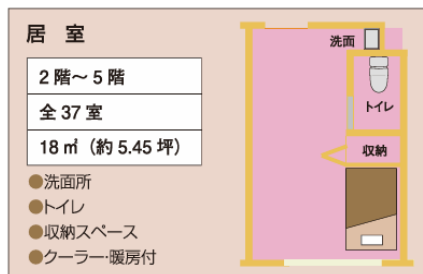 居 室
2階～5階
全37室
18㎡（約5.45坪）
●洗面所
●トイレ
●収納スペース
●クーラー・暖房付
洗面
トイレ
収納